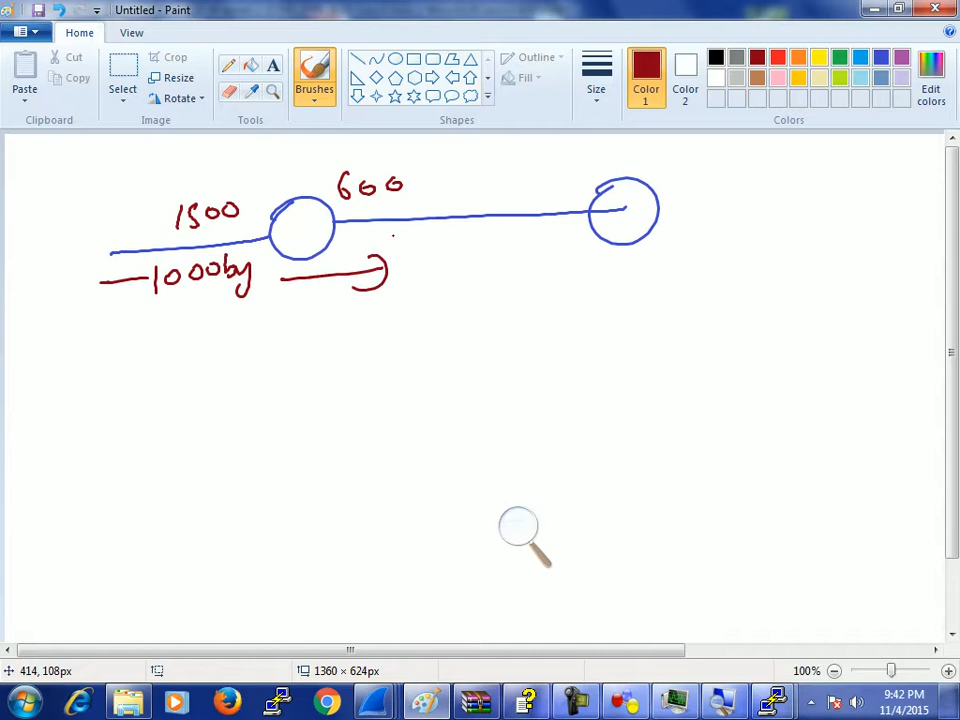 Untitled - Paint
Home
View
Paste
Cut
Copy
Clipboard
Select
Crop
Resize
Rotate
Image
A
Tools
Brushes
Outline
Fill
Shapes
Size
Color 1
Color 2
Edit colors
Colors
600
1500
1000by
414, 108px
1360 × 624px
100%
9:42 PM
11/4/2015